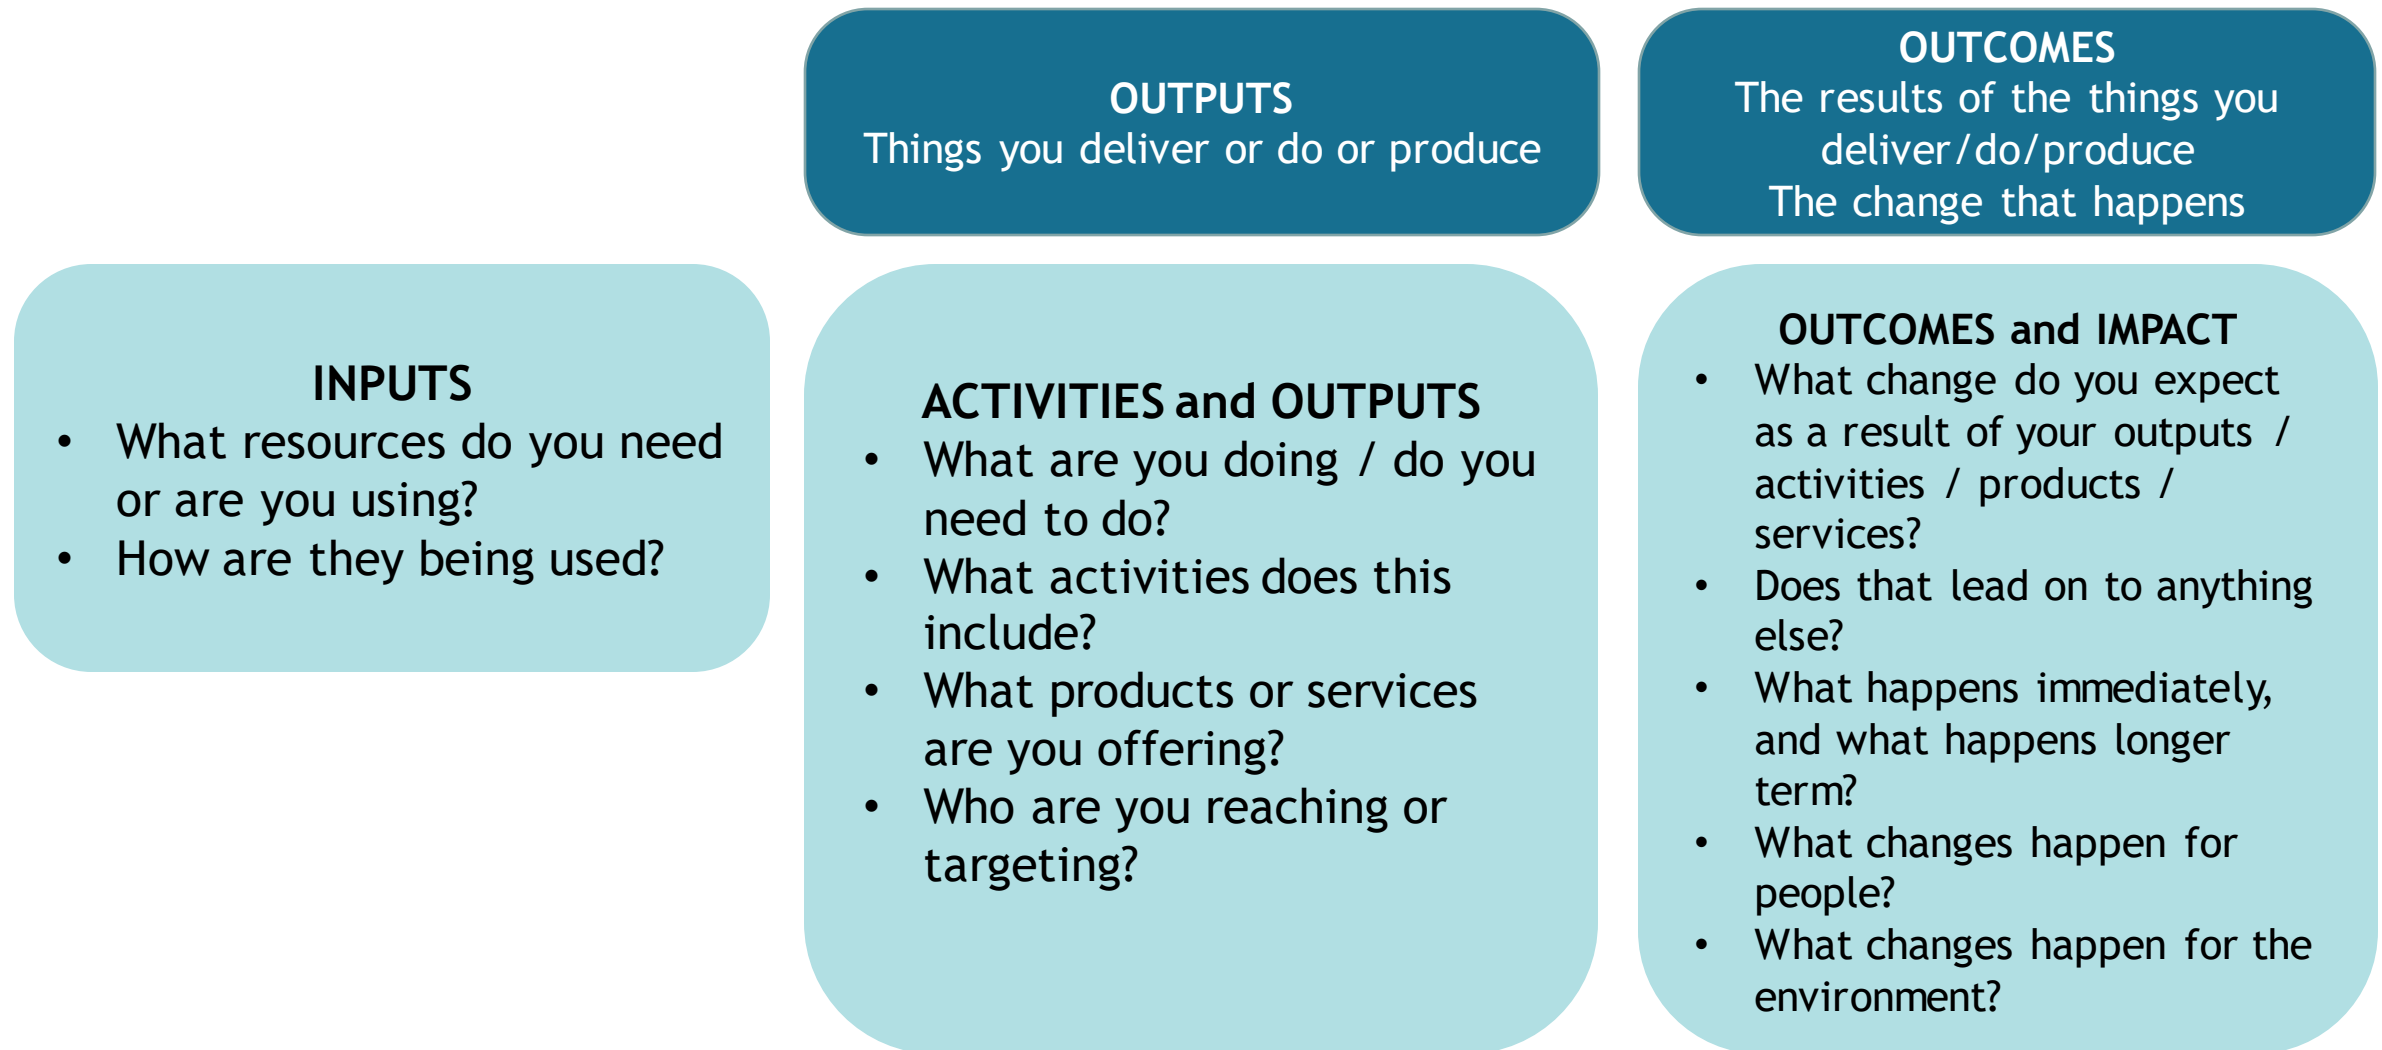 OUTPUTS
Things you deliver or do or produce
OUTCOMES
The results of the things you
deliver/do/produce
The change that happens
INPUTS
• What resources do you need
or are you using?
• How are they being used?
ACTIVITIES and OUTPUTS
• What are you doing / do you
need to do?
• What activities does this
include?
• What products or services
are you offering?
• Who are you reaching or
targeting?
OUTCOMES and IMPACT
• What change do you expect
as a result of your outputs /
activities / products /
services?
• Does that lead on to anything
else?
• What happens immediately,
and what happens longer
term?
• What changes happen for
people?
• What changes happen for the
environment?